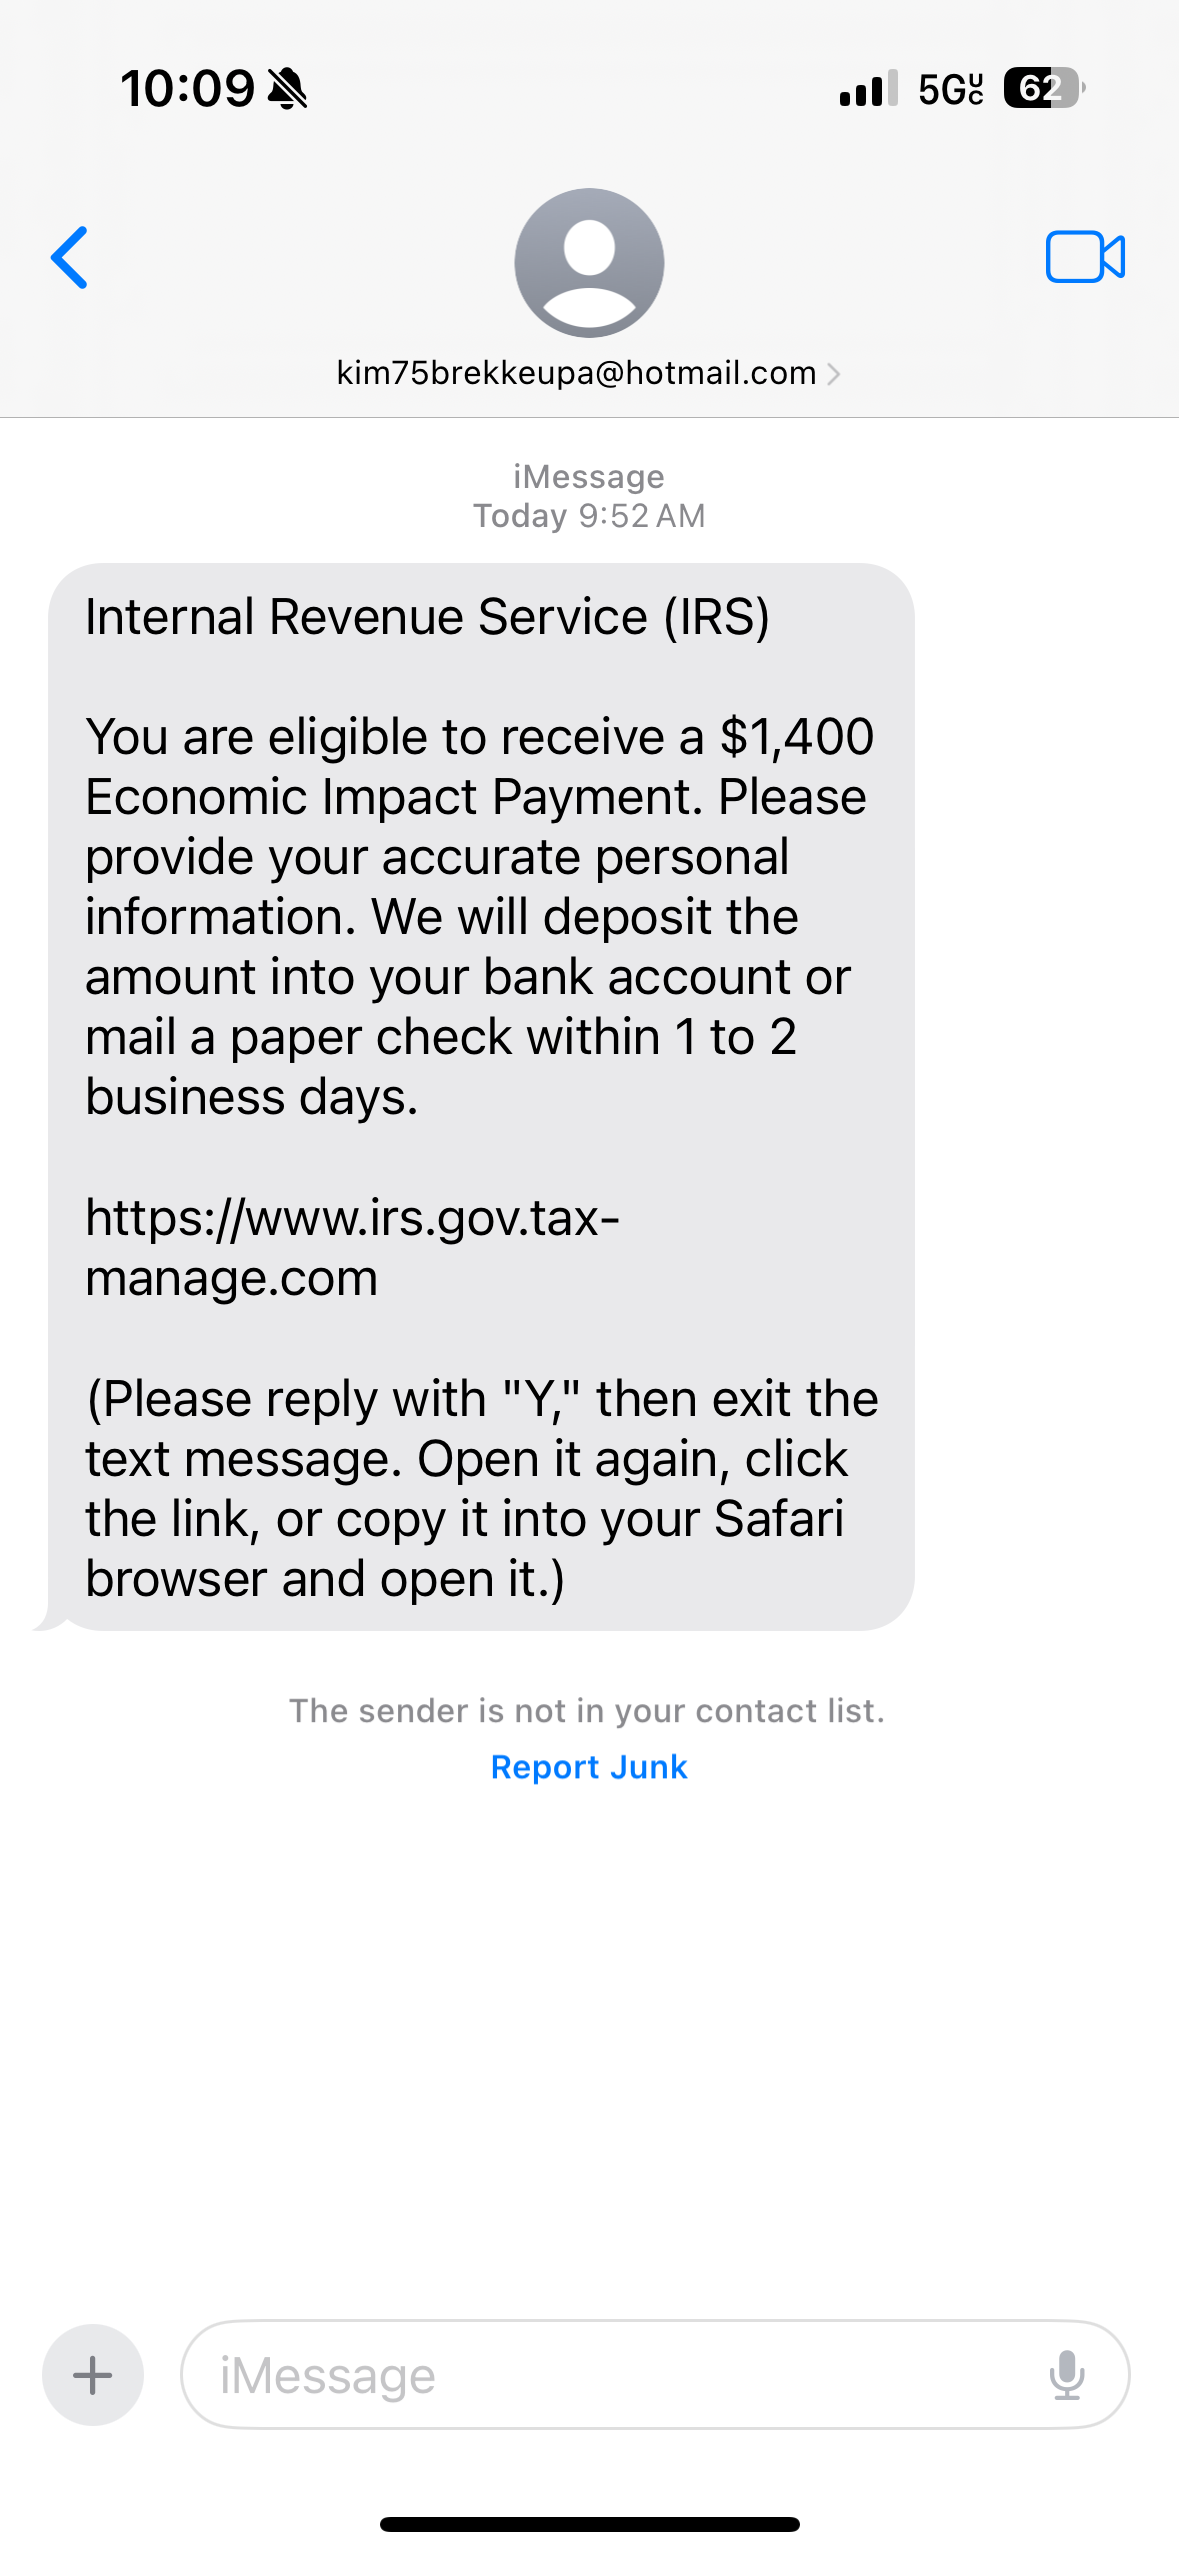 10:09
5G UC
62
kim75brekkeupa@hotmail.com
iMessage
Today 9:52 AM
Internal Revenue Service (IRS)
You are eligible to receive a $1,400
Economic Impact Payment. Please
provide your accurate personal
information. We will deposit the
amount into your bank account or
mail a paper check within 1 to 2
business days.
https://www.irs.gov.tax-
manage.com
(Please reply with "Y," then exit the
text message. Open it again, click
the link, or copy it into your Safari
browser and open it.)
The sender is not in your contact list.
Report Junk
iMessage